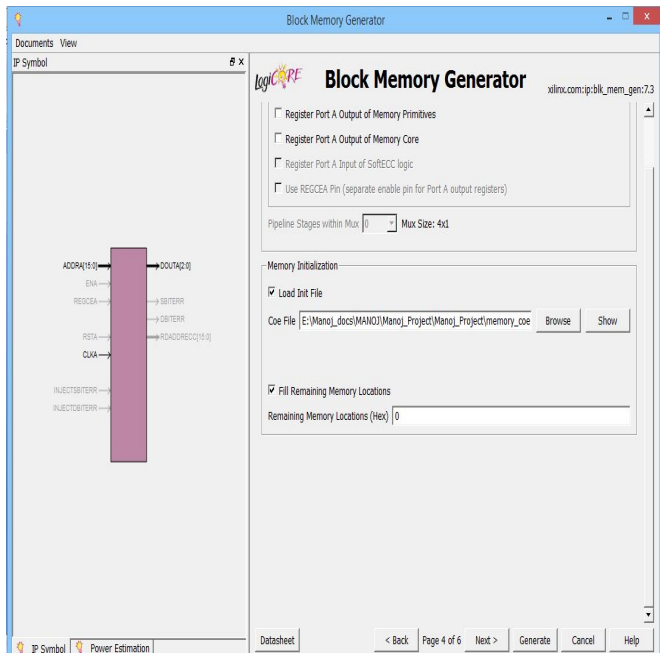 Block Memory Generator
Documents View
IP Symbol
ADDRA[15:0]
ENA
REGCEA
RSTA
CLKA
INJECTSBITERR
INJECTDBITERR
DOUTA[2:0]
SBITERR
DBITERR
RDADDRECC[15:0]
IP Symbol
Power Estimation
LogiCORE
Block Memory Generator
xilinx.com:ip:blk_mem_gen:7.3
Register Port A Output of Memory Primitives
Register Port A Output of Memory Core
Register Port A Input of SoftECC logic
Use REGCEA Pin (separate enable pin for Port A output registers)
Pipeline Stages within Mux 0 Mux Size: 4x1
Memory Initialization
Load Init File
Coe File E:\Manoj_docs\MANOJ\Manoj_Project\Manoj_Project\memory_coe Browse Show
Fill Remaining Memory Locations
Remaining Memory Locations (Hex) 0
Datasheet < Back Page 4 of 6 Next > Generate Cancel Help